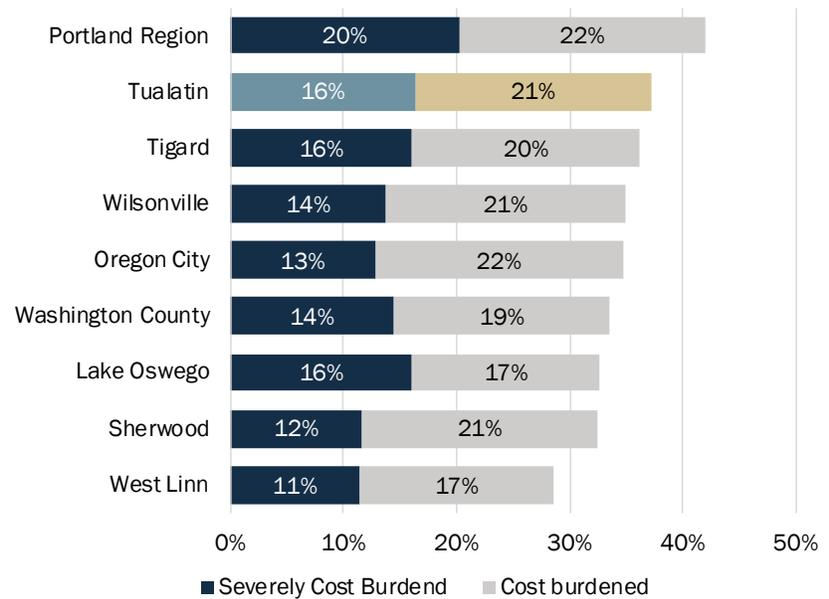 Portland Region 20% 22%
Tualatin 16% 21%
Tigard 16% 20%
Wilsonville 14% 21%
Oregon City 13% 22%
Washington County 14% 19%
Lake Oswego 16% 17%
Sherwood 12% 21%
West Linn 11% 17%
0% 10% 20% 30% 40% 50%
Severely Cost Burdend Cost burdened